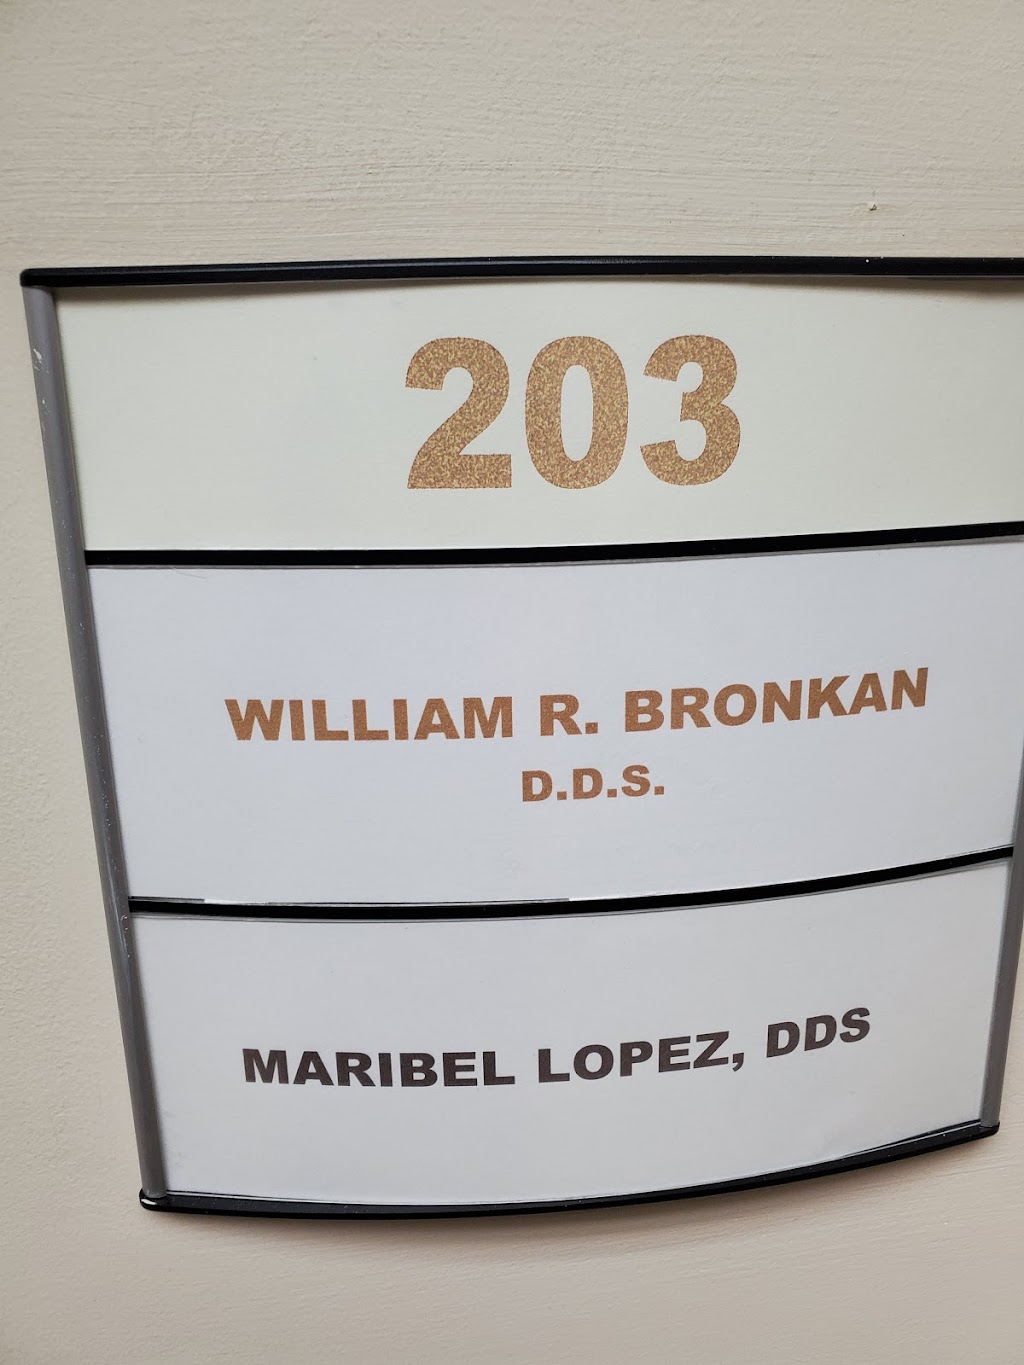 203
WILLIAM R. BRONKAN
D.D.S.
MARIBEL LOPEZ, DDS